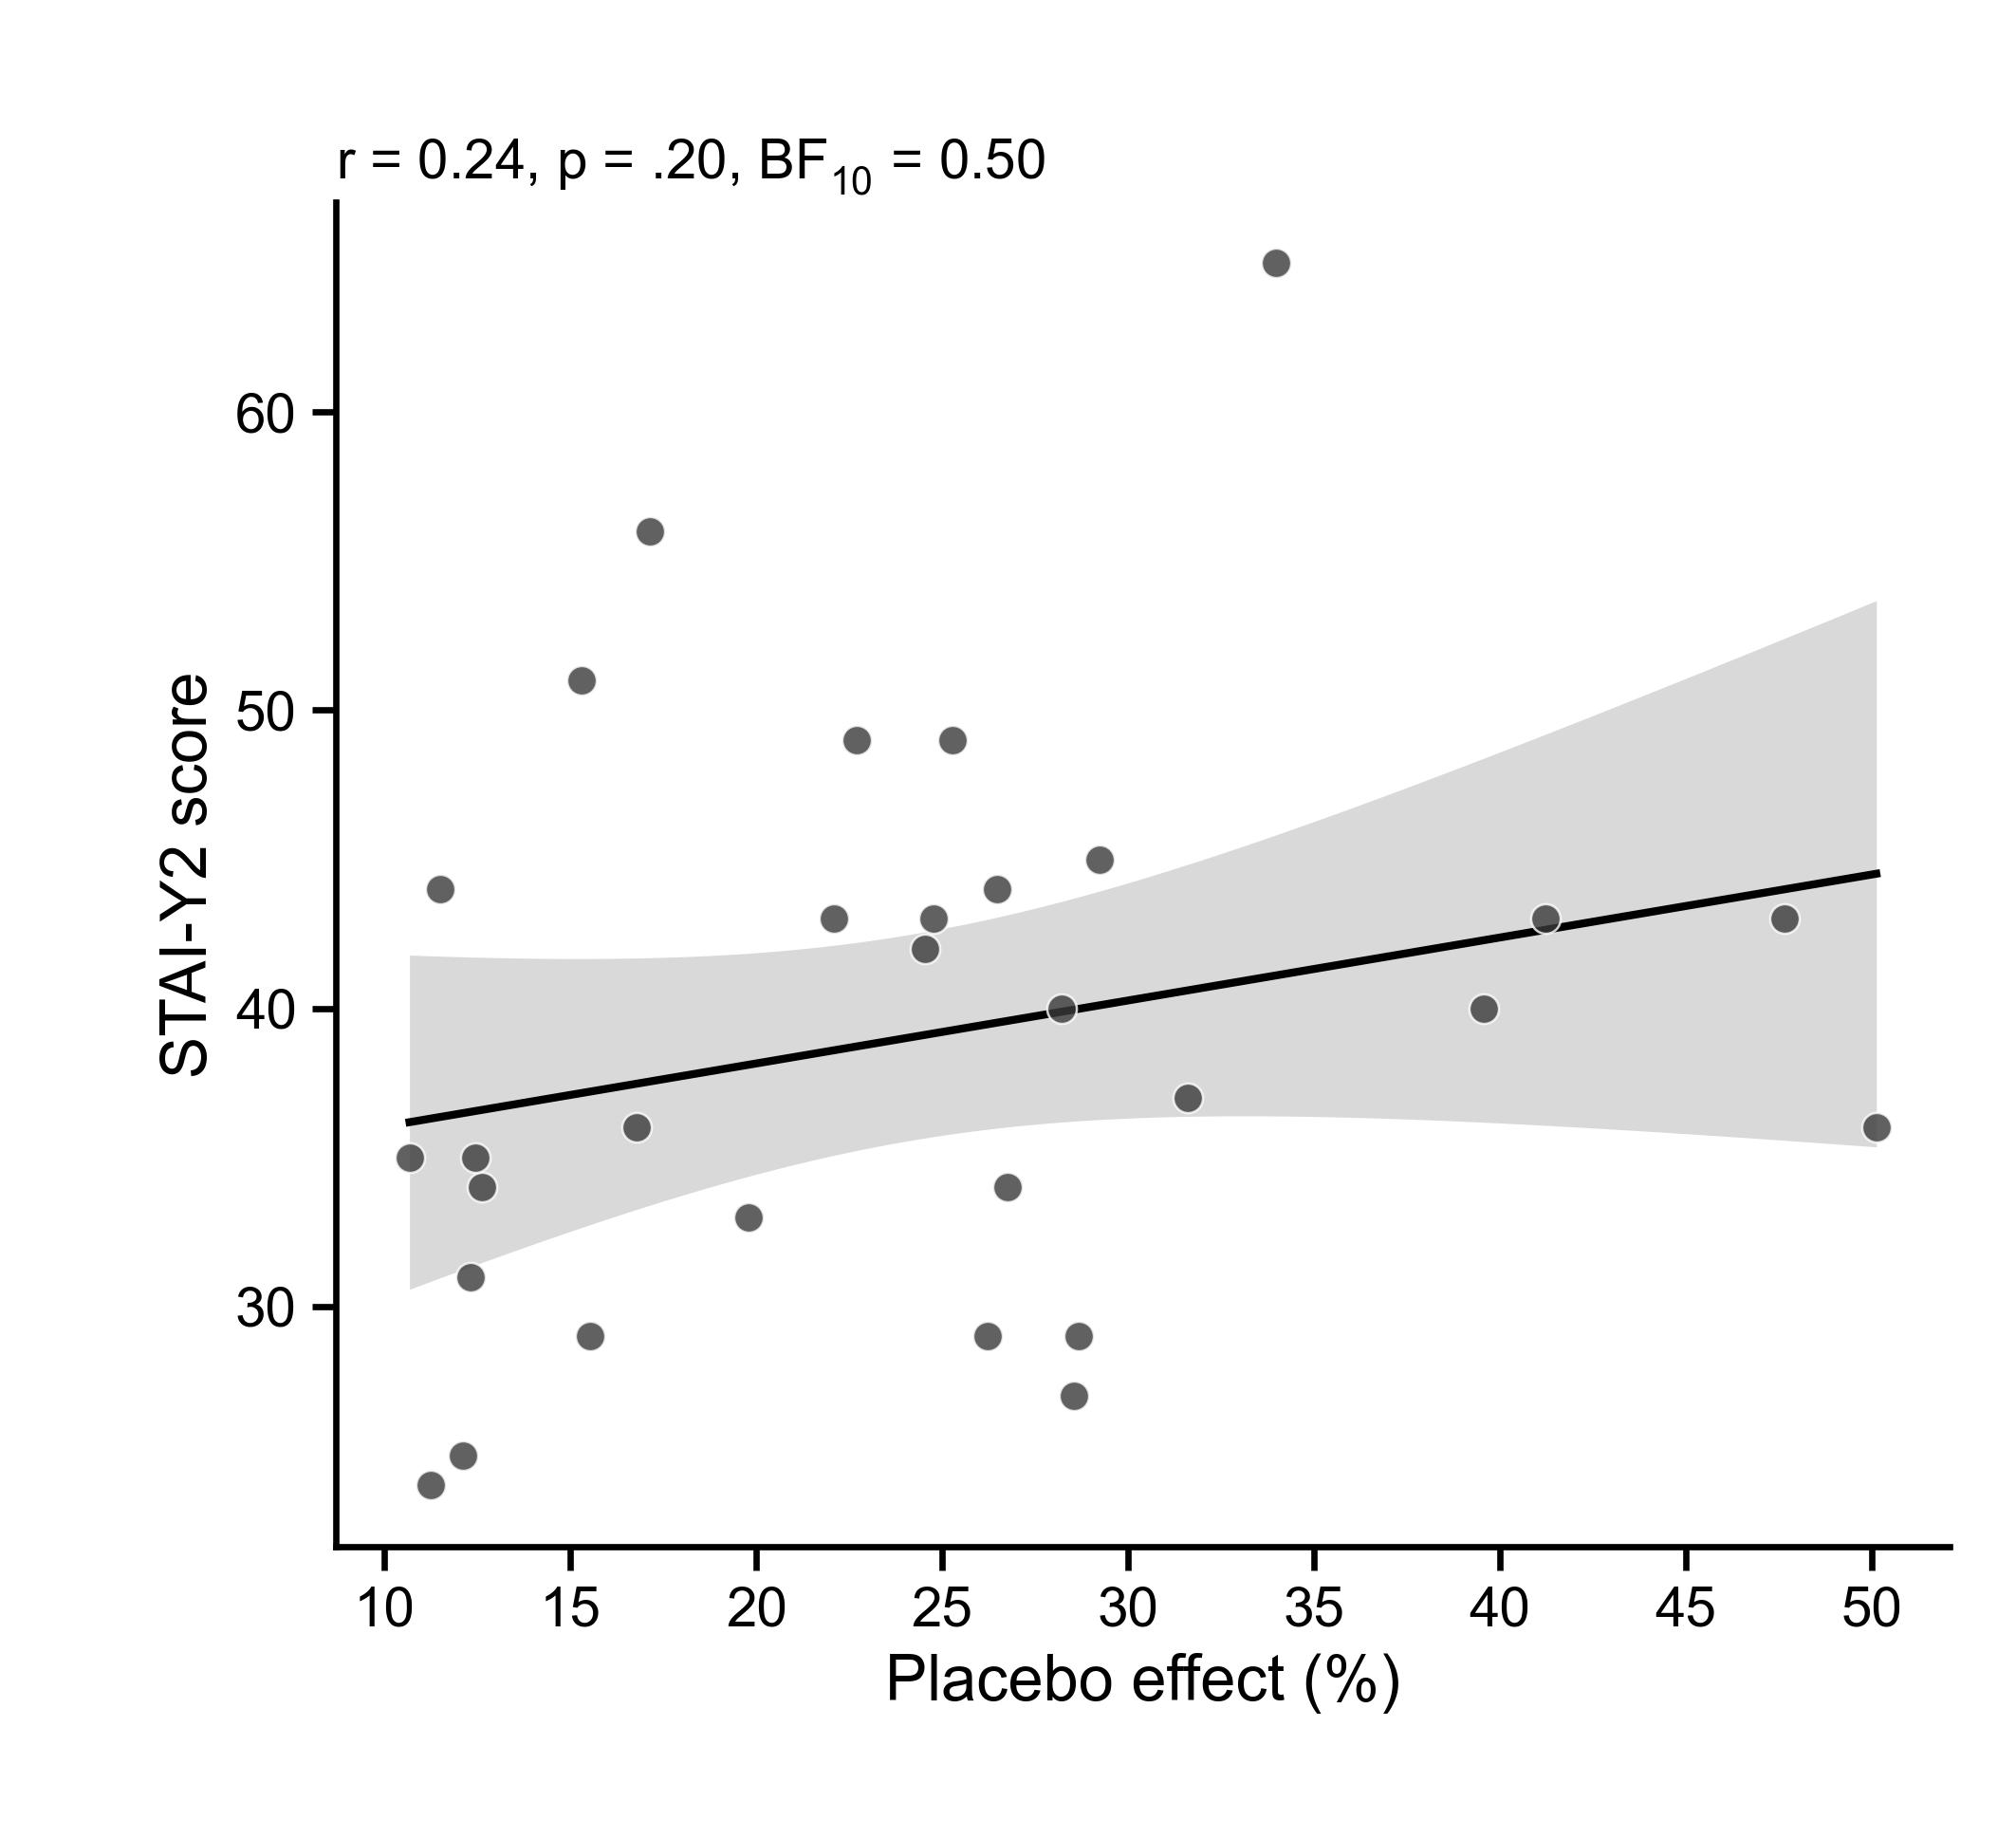 r = 0.24, p = .20, BF₁₀ = 0.50
60
50
40
30
STAI-Y2 score
10 15 20 25 30 35 40 45 50
Placebo effect (%)